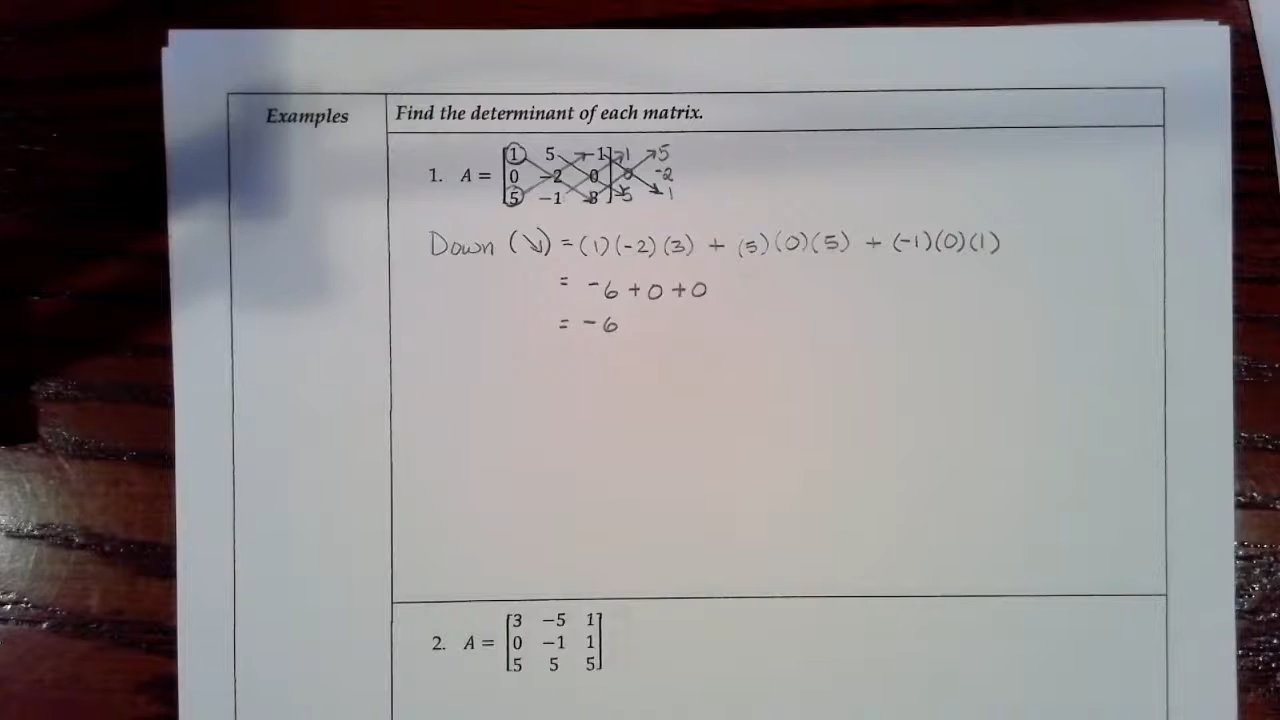 Examples
Find the determinant of each matrix.
1. A = [1 5 -1] 1 5
[0 -2 0] 0 -2
[5 -1 3] 5 1
Down (↘) = (1)(-2)(3) + (5)(0)(5) + (-1)(0)(1)
= -6 + 0 + 0
= -6
2. A = [3 -5 1]
[0 -1 1]
[5 5 5]